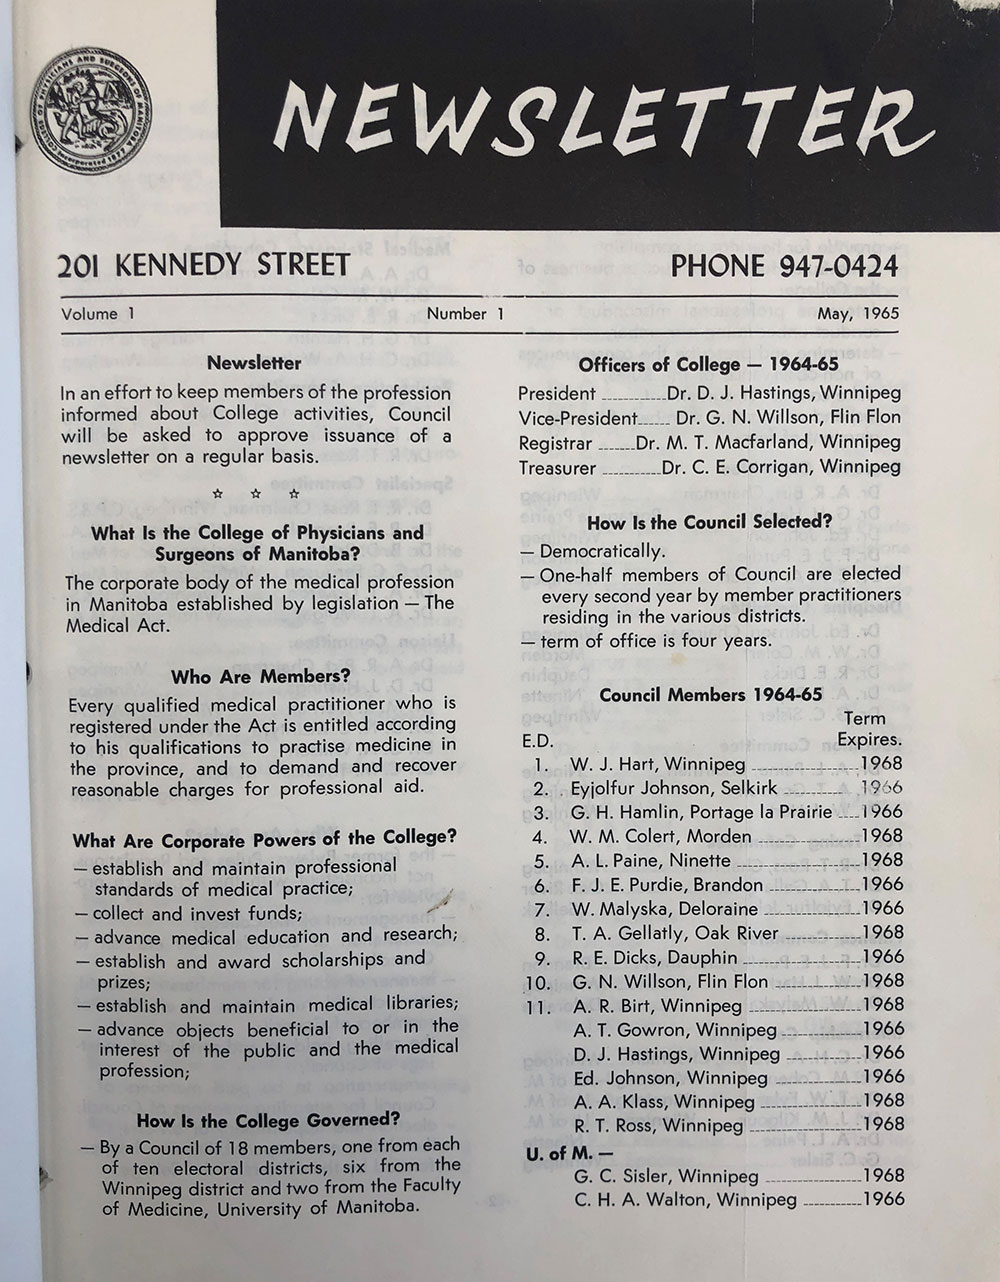 COLLEGE OF PHYSICIANS AND SURGEONS OF MANITOBA
Incorporated 1877
NEWSLETTER
201 KENNEDY STREET
PHONE 947-0424
Volume 1
Number 1
May, 1965
Newsletter
In an effort to keep members of the profession
informed about College activities, Council
will be asked to approve issuance of a
newsletter on a regular basis.
☆ ☆ ☆
What Is the College of Physicians and
Surgeons of Manitoba?
The corporate body of the medical profession
in Manitoba established by legislation — The
Medical Act.
Who Are Members?
Every qualified medical practitioner who is
registered under the Act is entitled according
to his qualifications to practise medicine in
the province, and to demand and recover
reasonable charges for professional aid.
What Are Corporate Powers of the College?
— establish and maintain professional
standards of medical practice;
— collect and invest funds;
— advance medical education and research;
— establish and award scholarships and
prizes;
— establish and maintain medical libraries;
— advance objects beneficial to or in the
interest of the public and the medical
profession;
How Is the College Governed?
— By a Council of 18 members, one from each
of ten electoral districts, six from the
Winnipeg district and two from the Faculty
of Medicine, University of Manitoba.
Officers of College — 1964-65
President ............Dr. D. J. Hastings, Winnipeg
Vice-President...... Dr. G. N. Willson, Flin Flon
Registrar ......Dr. M. T. Macfarland, Winnipeg
Treasurer ...........Dr. C. E. Corrigan, Winnipeg
How Is the Council Selected?
— Democratically.
— One-half members of Council are elected
every second year by member practitioners
residing in the various districts.
— term of office is four years.
Council Members 1964-65
Term
E.D. Expires.
1. W. J. Hart, Winnipeg ....................1968
2. Eyjolfur Johnson, Selkirk ..............1966
3. G. H. Hamlin, Portage la Prairie ....1966
4. W. M. Colert, Morden ...................1968
5. A. L. Paine, Ninette .......................1968
6. F. J. E. Purdie, Brandon .................1966
7. W. Malyska, Deloraine ..................1966
8. T. A. Gellatly, Oak River ...............1968
9. R. E. Dicks, Dauphin .....................1966
10. G. N. Willson, Flin Flon .................1968
11. A. R. Birt, Winnipeg .....................1968
A. T. Gowron, Winnipeg ...............1966
D. J. Hastings, Winnipeg ..............1966
Ed. Johnson, Winnipeg .................1966
A. A. Klass, Winnipeg ...................1968
R. T. Ross, Winnipeg .....................1968
U. of M. —
G. C. Sisler, Winnipeg ...................1968
C. H. A. Walton, Winnipeg ...........1966